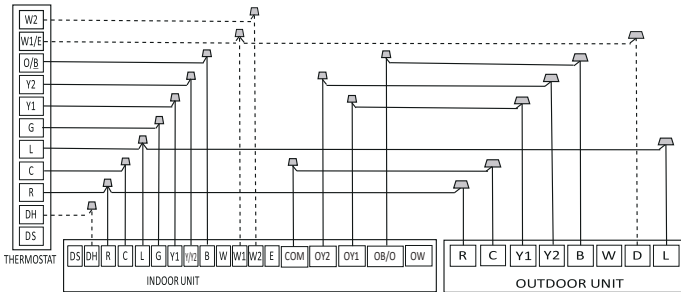 W2
W1/E
O/B
Y2
Y1
G
L
C
R
DH
DS
THERMOSTAT
DS DH R C L G Y1 Y/Y2 B W W1 W2 E COM OY2 OY1 OB/O OW
INDOOR UNIT
R C Y1 Y2 B W D L
OUTDOOR UNIT